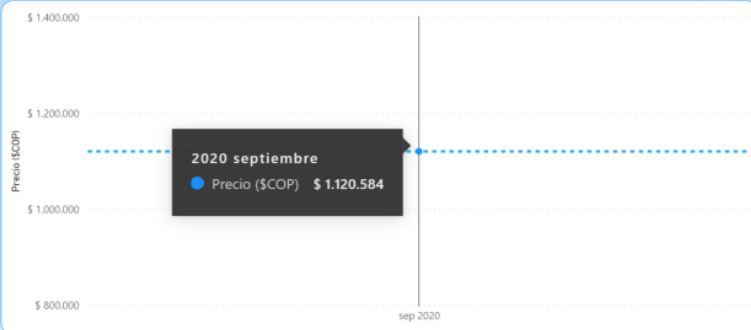 $ 1.400.000
$ 1.200.000
$ 1.000.000
$ 800.000
Precio ($COP)
2020 septiembre
Precio ($COP) $ 1.120.584
sep 2020